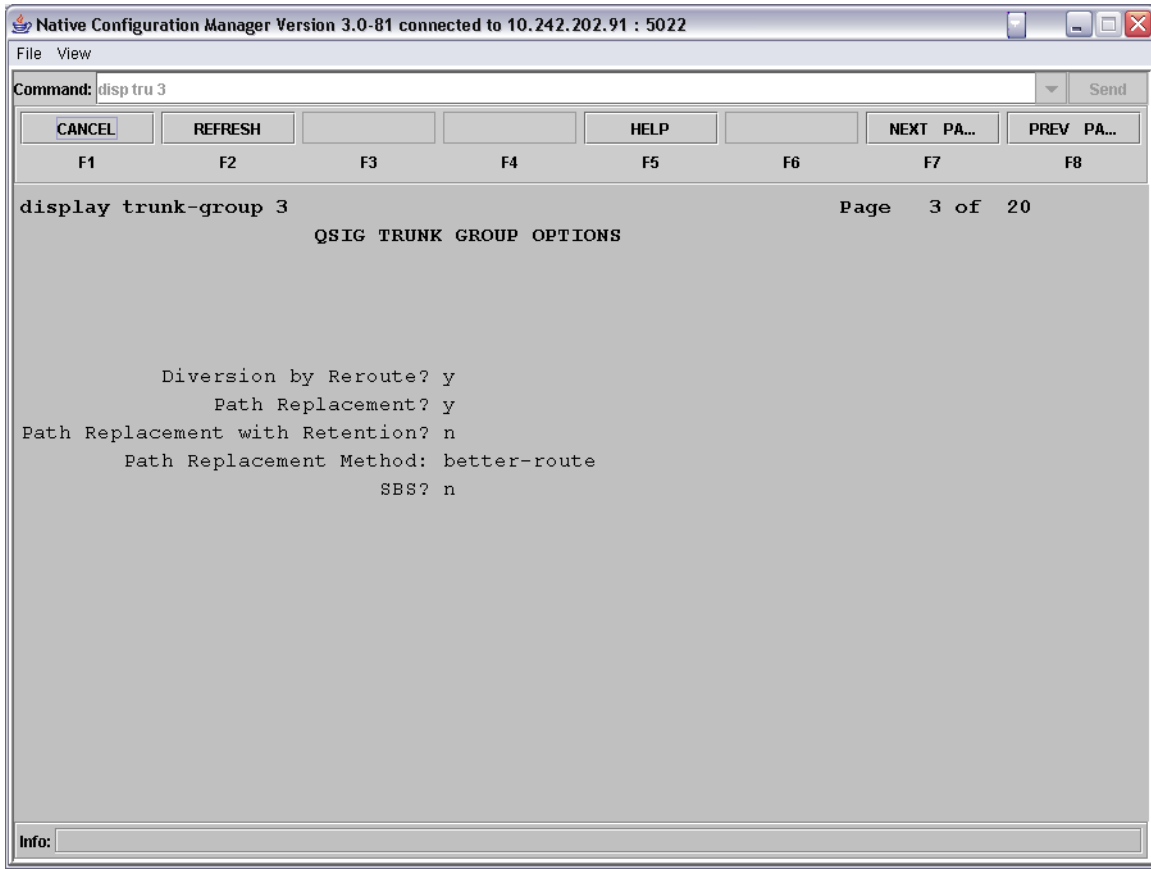 Native Configuration Manager Version 3.0-81 connected to 10.242.202.91 : 5022
File View
Command: disp tru 3 Send
CANCEL REFRESH HELP NEXT PA... PREV PA...
F1 F2 F3 F4 F5 F6 F7 F8
display trunk-group 3 Page 3 of 20
QSIG TRUNK GROUP OPTIONS
Diversion by Reroute? y
Path Replacement? y
Path Replacement with Retention? n
Path Replacement Method: better-route
SBS? n
Info: